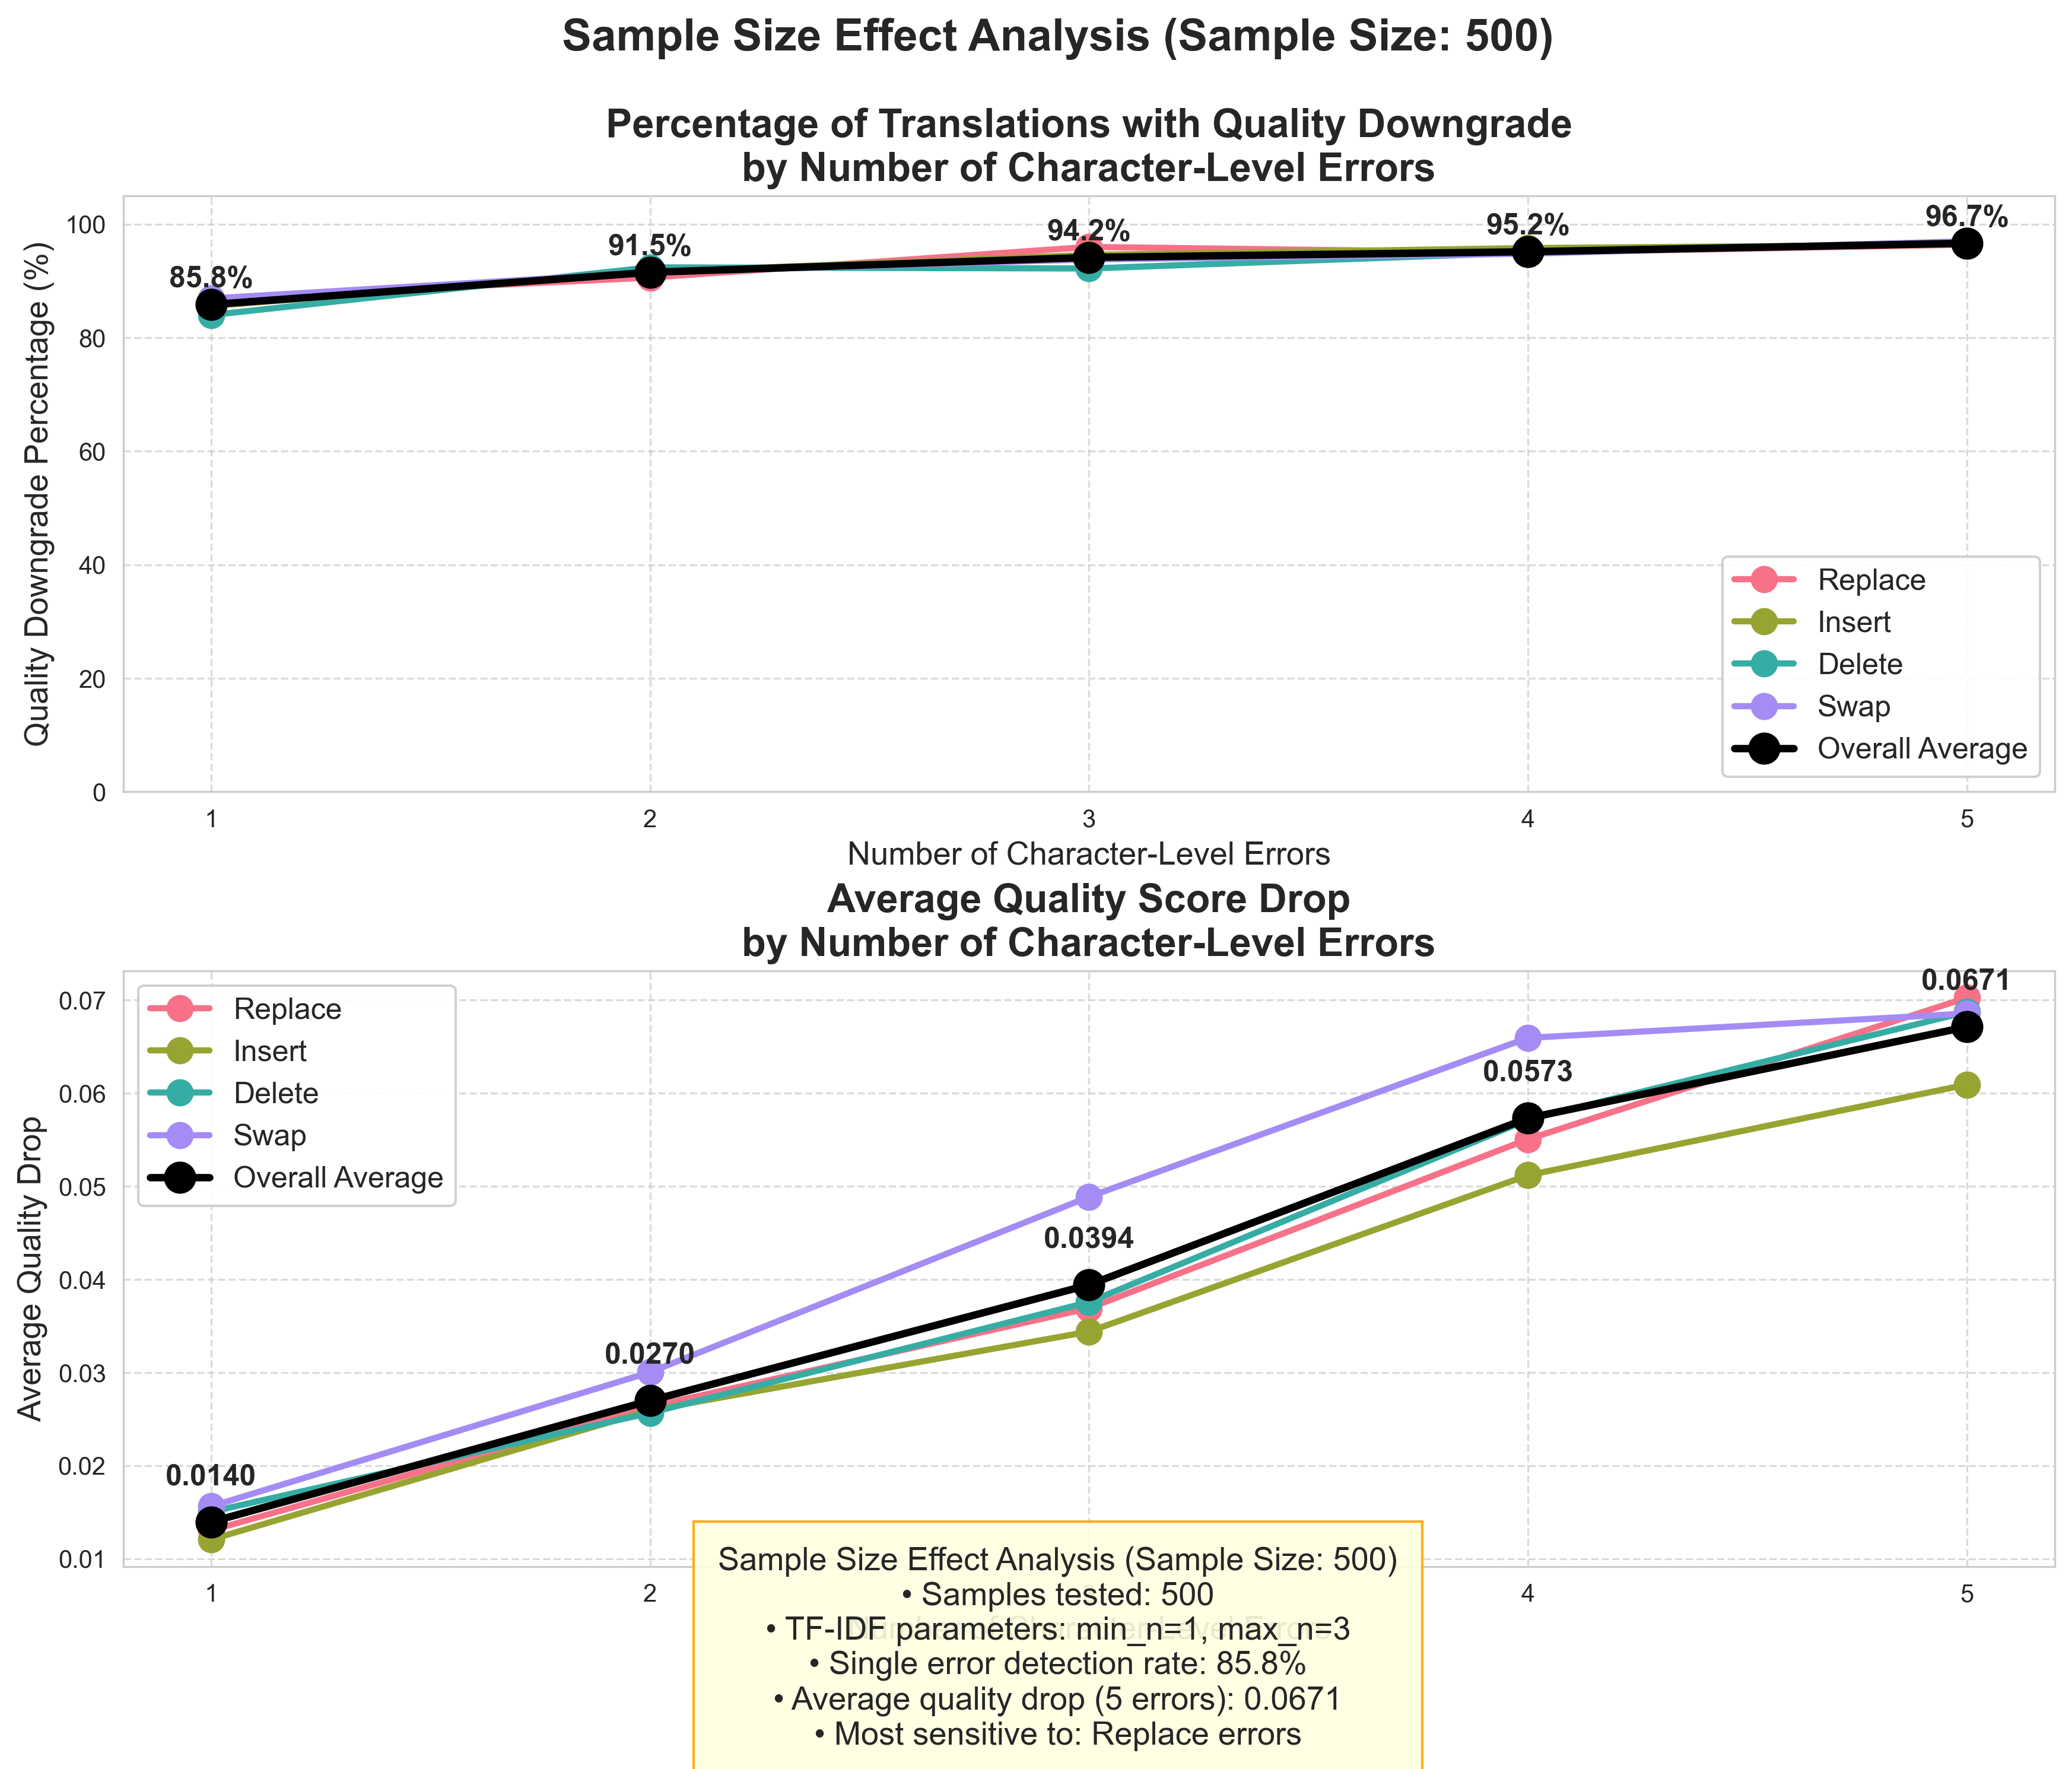 Sample Size Effect Analysis (Sample Size: 500)
Percentage of Translations with Quality Downgrade
by Number of Character-Level Errors
Quality Downgrade Percentage (%)
100
80
60
40
20
0
85.8%
91.5%
94.2%
95.2%
96.7%
Replace
Insert
Delete
Swap
Overall Average
1
2
3
4
5
Number of Character-Level Errors
Average Quality Score Drop
by Number of Character-Level Errors
Average Quality Drop
0.07
0.06
0.05
0.04
0.03
0.02
0.01
Replace
Insert
Delete
Swap
Overall Average
0.0140
0.0270
0.0394
0.0573
0.0671
1
2
4
5
Number of Character-Level Errors
Sample Size Effect Analysis (Sample Size: 500)
• Samples tested: 500
• TF-IDF parameters: min_n=1, max_n=3
• Single error detection rate: 85.8%
• Average quality drop (5 errors): 0.0671
• Most sensitive to: Replace errors